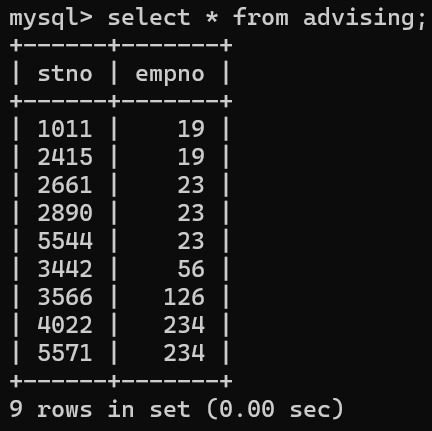 mysql> select * from advising;
+------+-------+
| stno | empno |
+------+-------+
| 1011 |    19 |
| 2415 |    19 |
| 2661 |    23 |
| 2890 |    23 |
| 5544 |    23 |
| 3442 |    56 |
| 3566 |   126 |
| 4022 |   234 |
| 5571 |   234 |
+------+-------+
9 rows in set (0.00 sec)